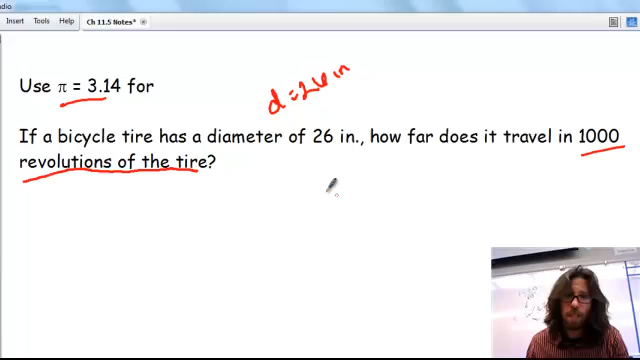 dio
Insert Tools Help
Ch 11.5 Notes*
Use π = 3.14 for
d = 26 in
If a bicycle tire has a diameter of 26 in., how far does it travel in 1000
revolutions of the tire?